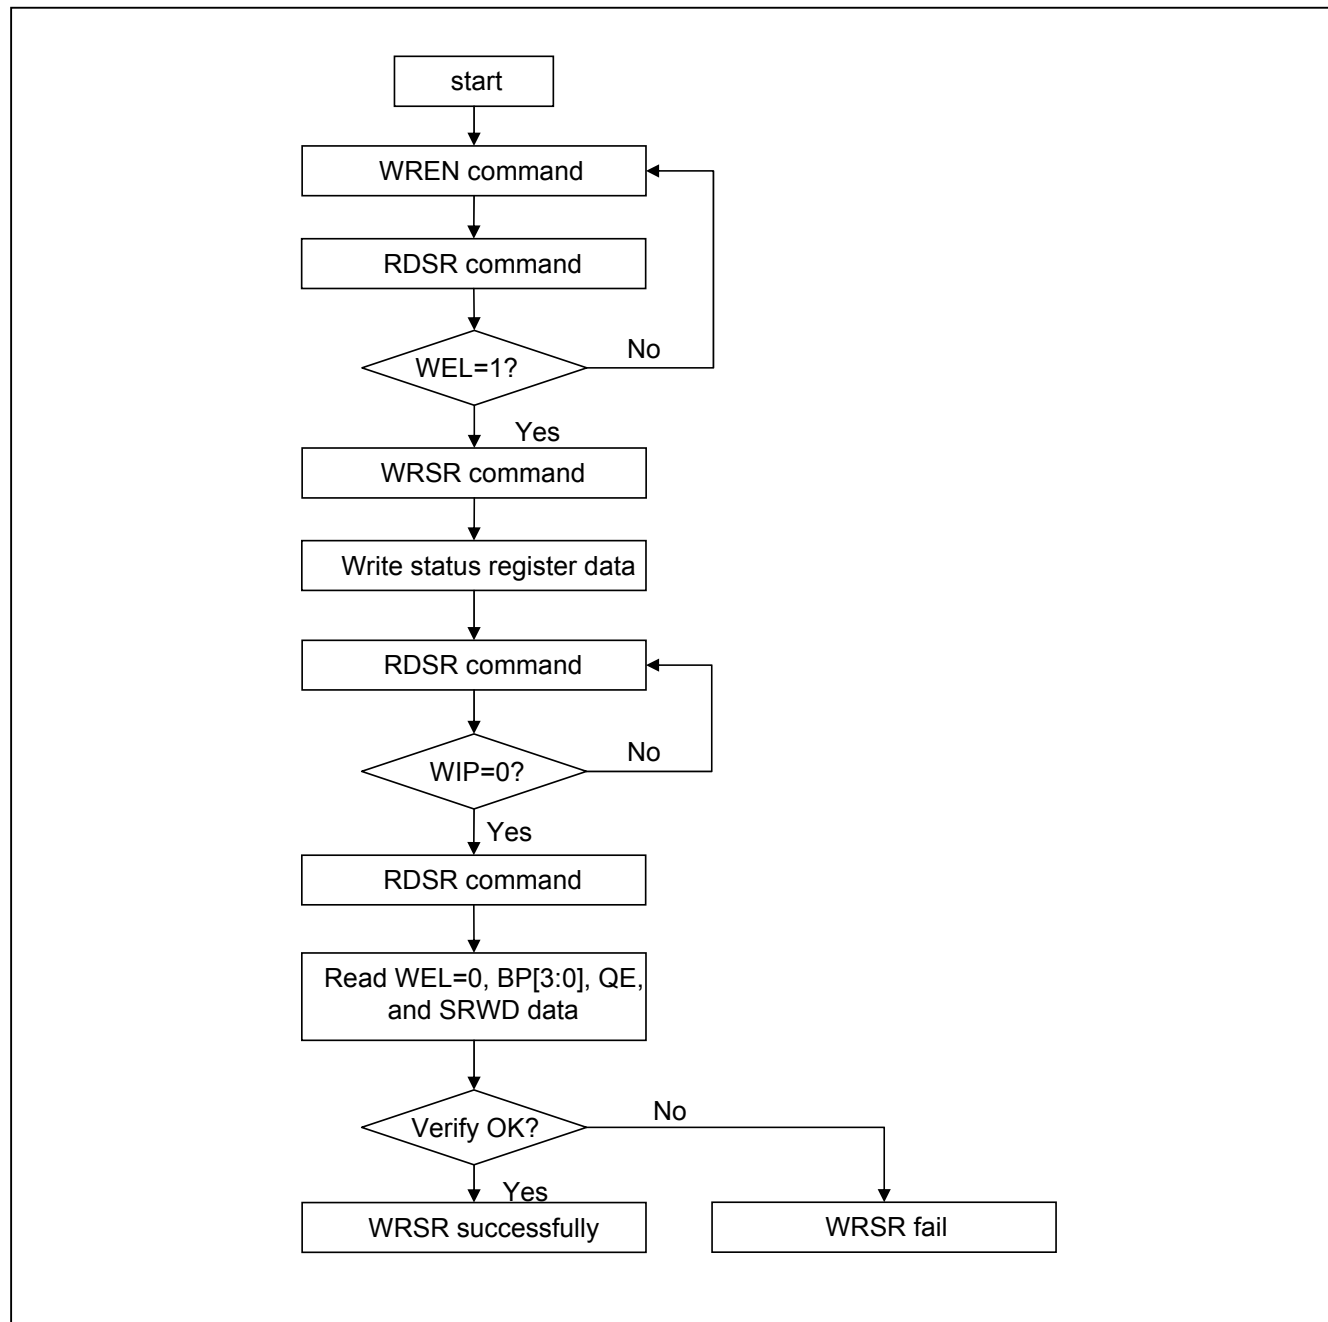 start
WREN command
RDSR command
WEL=1?
No
Yes
WRSR command
Write status register data
RDSR command
WIP=0?
No
Yes
RDSR command
Read WEL=0, BP[3:0], QE,
and SRWD data
Verify OK?
No
Yes
WRSR successfully
WRSR fail